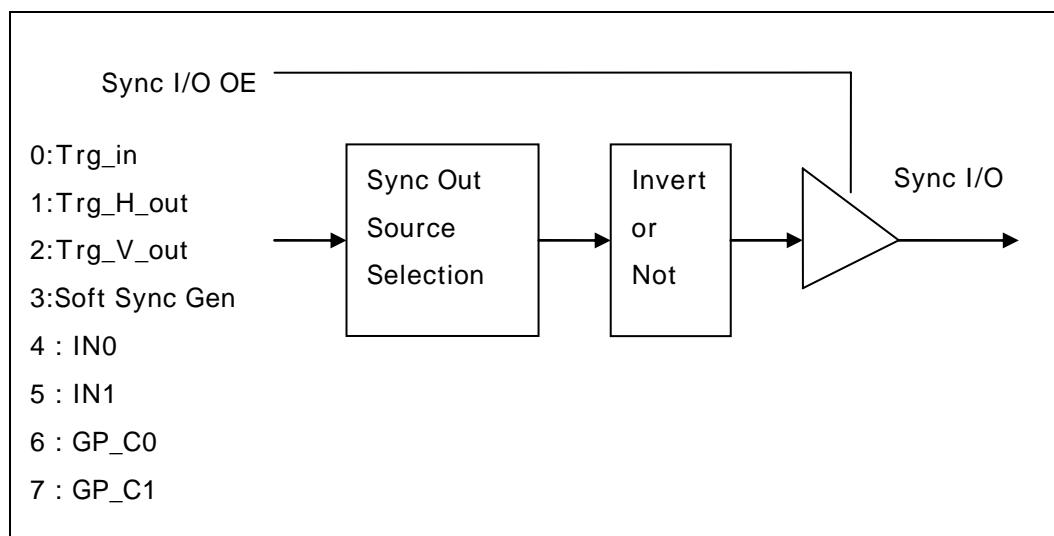 Sync I/O OE
0:Trg_in
1:Trg_H_out
2:Trg_V_out
3:Soft Sync Gen
4 : IN0
5 : IN1
6 : GP_C0
7 : GP_C1
Sync Out
Source
Selection
Invert
or
Not
Sync I/O